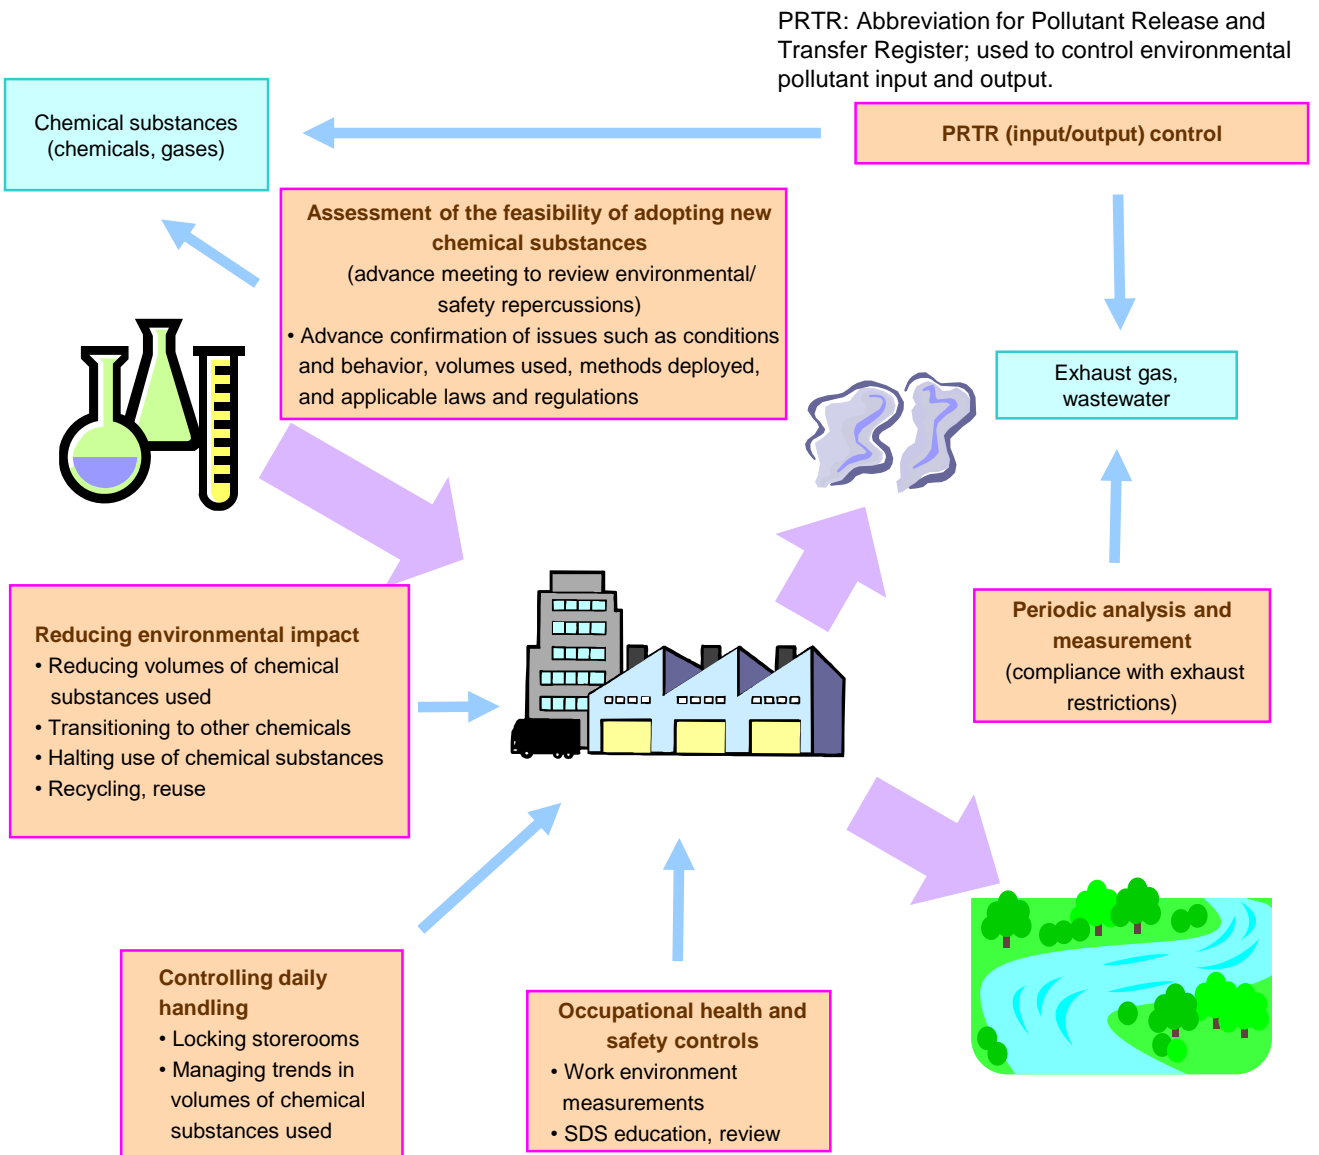 PRTR: Abbreviation for Pollutant Release and
Transfer Register; used to control environmental
pollutant input and output.
Chemical substances
(chemicals, gases)
PRTR (input/output) control
Assessment of the feasibility of adopting new
chemical substances
(advance meeting to review environmental/
safety repercussions)
• Advance confirmation of issues such as conditions
and behavior, volumes used, methods deployed,
and applicable laws and regulations
Exhaust gas,
wastewater
Reducing environmental impact
• Reducing volumes of chemical
substances used
• Transitioning to other chemicals
• Halting use of chemical substances
• Recycling, reuse
Periodic analysis and
measurement
(compliance with exhaust
restrictions)
Controlling daily
handling
• Locking storerooms
• Managing trends in
volumes of chemical
substances used
Occupational health and
safety controls
• Work environment
measurements
• SDS education, review